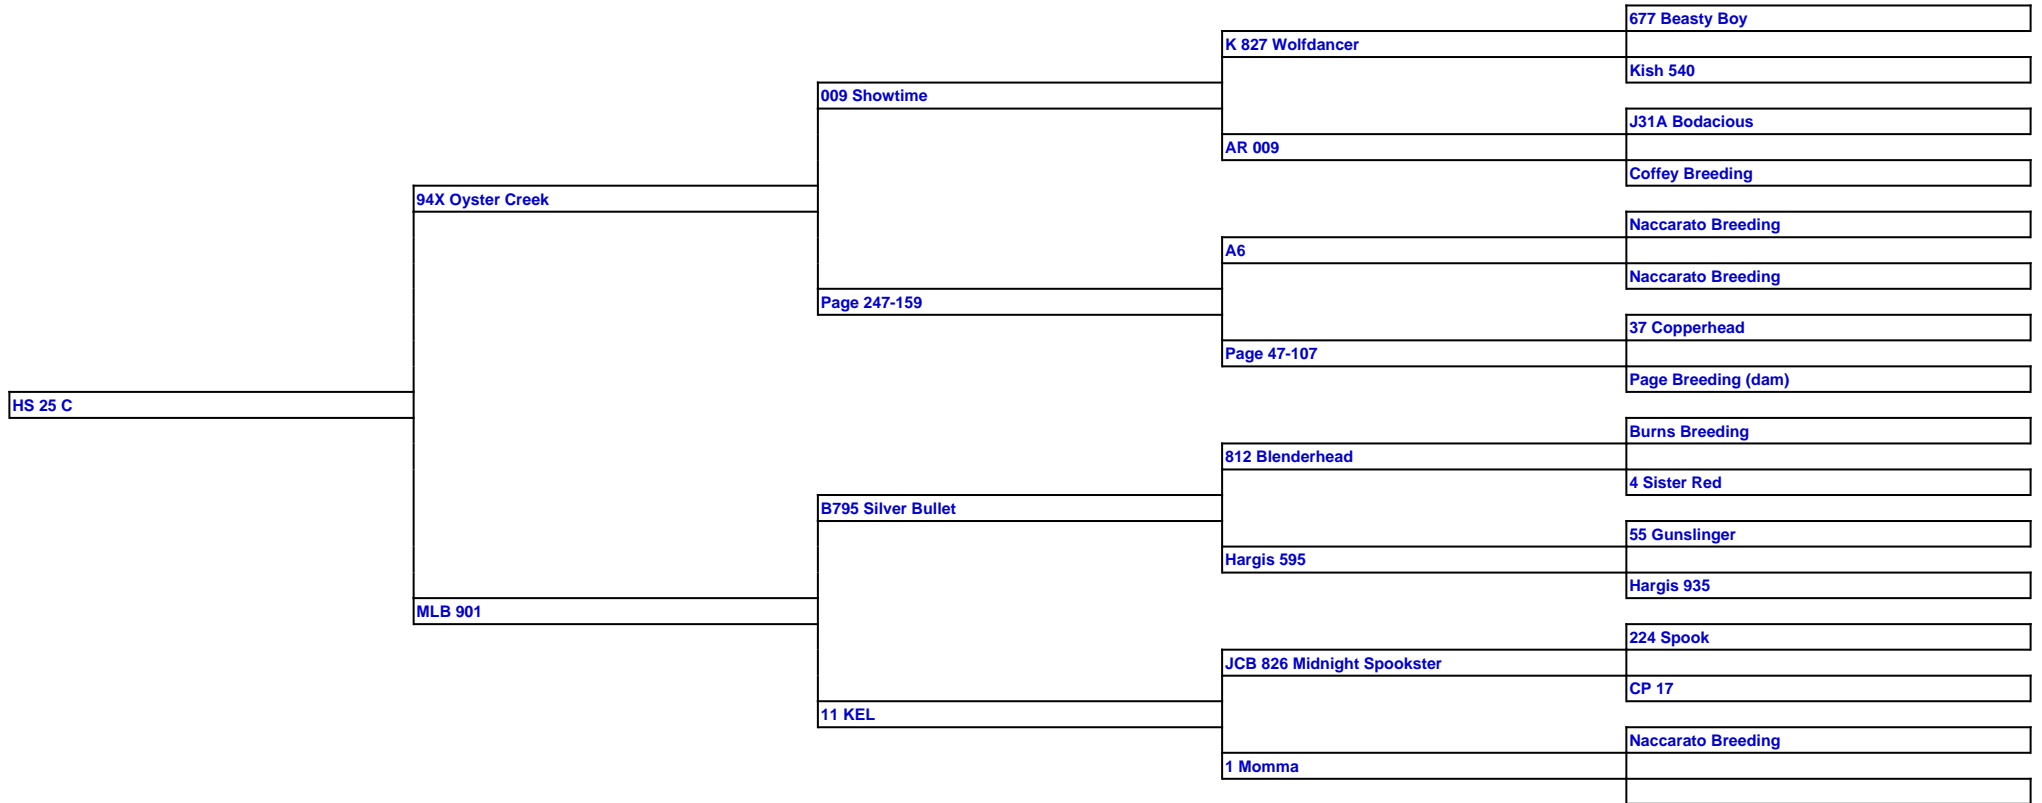 677 Beasty Boy
K 827 Wolfdancer
Kish 540
009 Showtime
J31A Bodacious
AR 009
Coffey Breeding
94X Oyster Creek
Naccarato Breeding
A6
Naccarato Breeding
Page 247-159
37 Copperhead
Page 47-107
Page Breeding (dam)
HS 25 C
Burns Breeding
812 Blenderhead
4 Sister Red
B795 Silver Bullet
55 Gunslinger
Hargis 595
Hargis 935
MLB 901
224 Spook
JCB 826 Midnight Spookster
CP 17
11 KEL
Naccarato Breeding
1 Momma